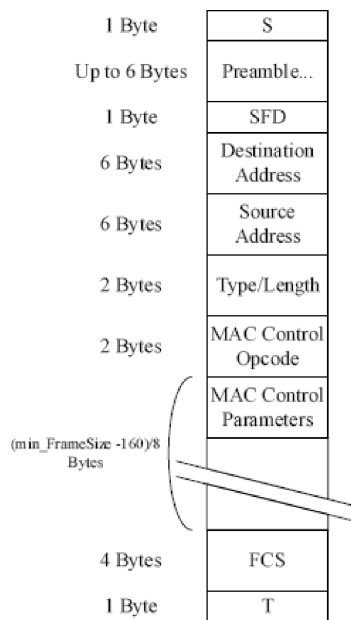 1 Byte S
Up to 6 Bytes Preamble...
1 Byte SFD
6 Bytes Destination
Address
6 Bytes Source
Address
2 Bytes Type/Length
2 Bytes MAC Control
Opcode
MAC Control
Parameters
(min_FrameSize -160)/8
Bytes
4 Bytes FCS
1 Byte T